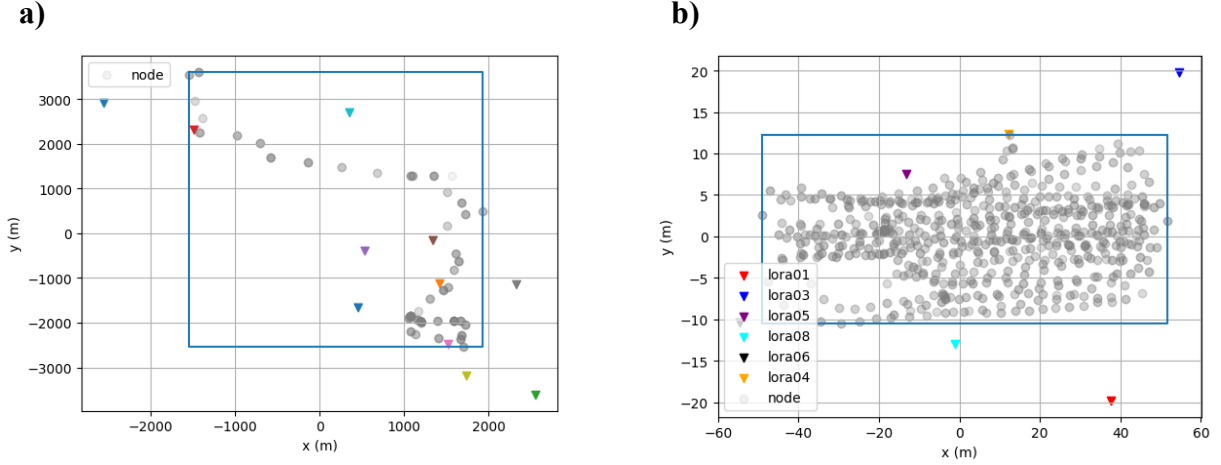 a)
node
3000
2000
1000
0
−1000
−2000
−3000
y (m)
−2000 −1000 0 1000 2000
x (m)
b)
20
15
10
5
0
−5
−10
−15
−20
y (m)
lora01
lora03
lora05
lora08
lora06
lora04
node
−60 −40 −20 0 20 40 60
x (m)